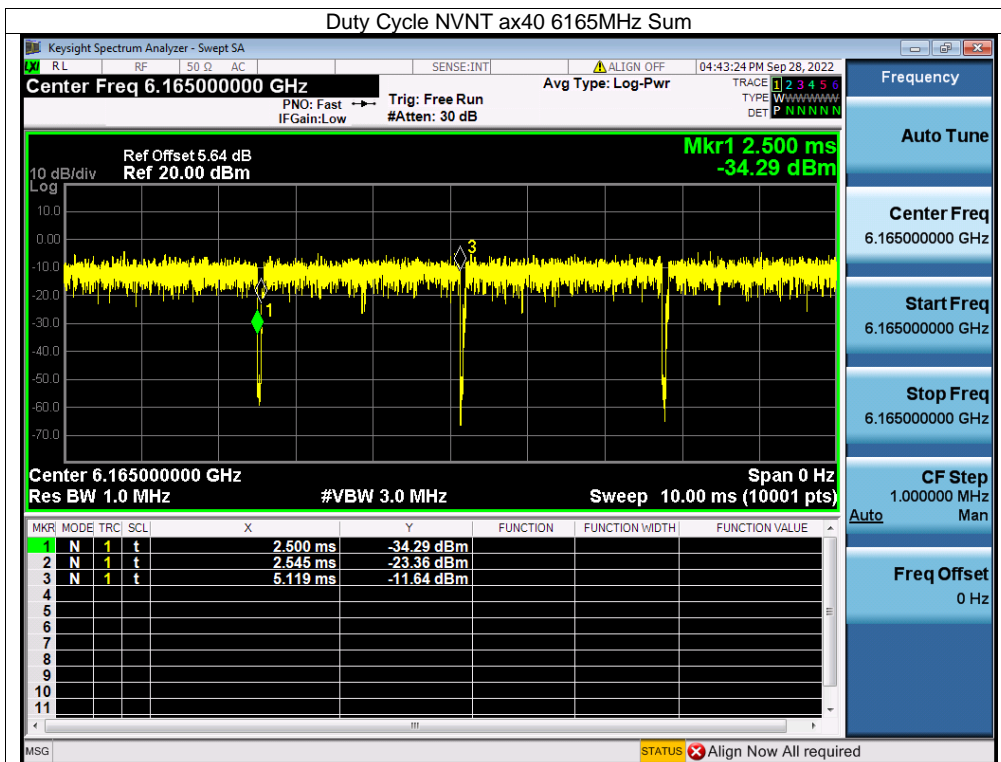 Duty Cycle NVNT ax40 6165MHz Sum
Keysight Spectrum Analyzer - Swept SA
LXI RL RF 50 Ω AC SENSE:INT ALIGN OFF 04:43:24 PM Sep 28, 2022
Center Freq 6.165000000 GHz Avg Type: Log-Pwr TRACE 1 2 3 4 5 6
PNO: Fast Trig: Free Run TYPE WWWWWWW
IFGain:Low #Atten: 30 dB DET P N N N N N
Frequency
Auto Tune
Center Freq
6.165000000 GHz
Start Freq
6.165000000 GHz
Stop Freq
6.165000000 GHz
CF Step
1.000000 MHz
Auto Man
Freq Offset
0 Hz
Mkr1 2.500 ms
-34.29 dBm
Ref Offset 5.64 dB
10 dB/div Ref 20.00 dBm
Log
10.0
0.00
-10.0
-20.0
-30.0
-40.0
-50.0
-60.0
-70.0
3
1
Center 6.165000000 GHz Span 0 Hz
Res BW 1.0 MHz #VBW 3.0 MHz Sweep 10.00 ms (10001 pts)
MKR MODE TRC SCL X Y FUNCTION FUNCTION WIDTH FUNCTION VALUE
1 N 1 t 2.500 ms -34.29 dBm
2 N 1 t 2.545 ms -23.36 dBm
3 N 1 t 5.119 ms -11.64 dBm
4
5
6
7
8
9
10
11
MSG STATUS Align Now All required